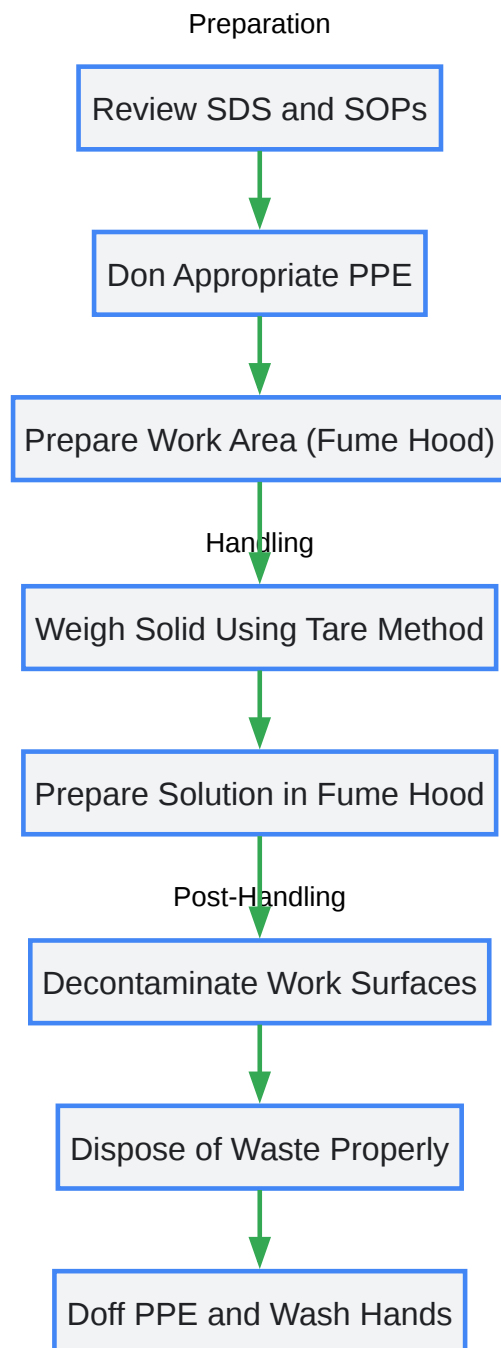 Preparation
Review SDS and SOPs
Don Appropriate PPE
Prepare Work Area (Fume Hood)
Handling
Weigh Solid Using Tare Method
Prepare Solution in Fume Hood
Post-Handling
Decontaminate Work Surfaces
Dispose of Waste Properly
Doff PPE and Wash Hands